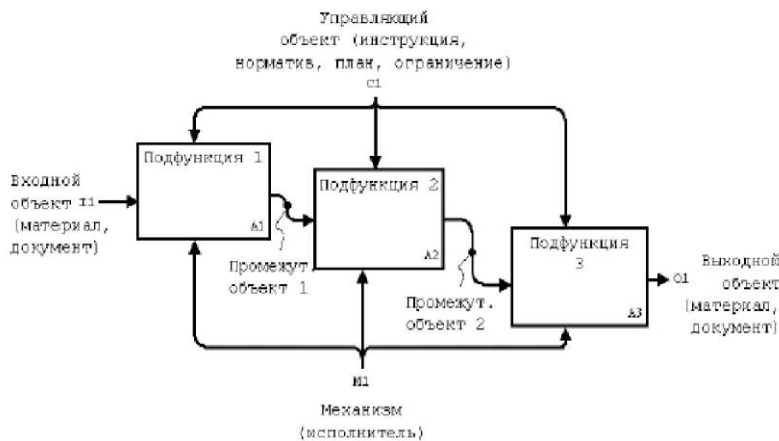 Управляющий
объект (инструкция,
норматив, план, ограничение)
C1
Подфункция 1
A1
Входной
объект I1
(материал,
документ)
Подфункция 2
A2
Промежут.
объект 1
Подфункция
3
A3
Промежут.
объект 2
O1 Выходной
объект
(материал,
документ)
M1
Механизм
(исполнитель)